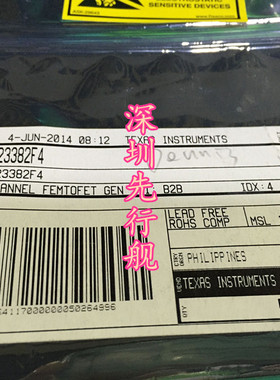 SENSITIVE DEVICES
4-JUN-2014 08:12 TEXAS INSTRUMENTS
23382F4
23382F4
ANNEL FEMTOFET GEN B2B IDX: 4
LEAD FREE
ROHS COMP MSL
PHILIPPINES
TEXAS INSTRUMENTS
深圳先行舰